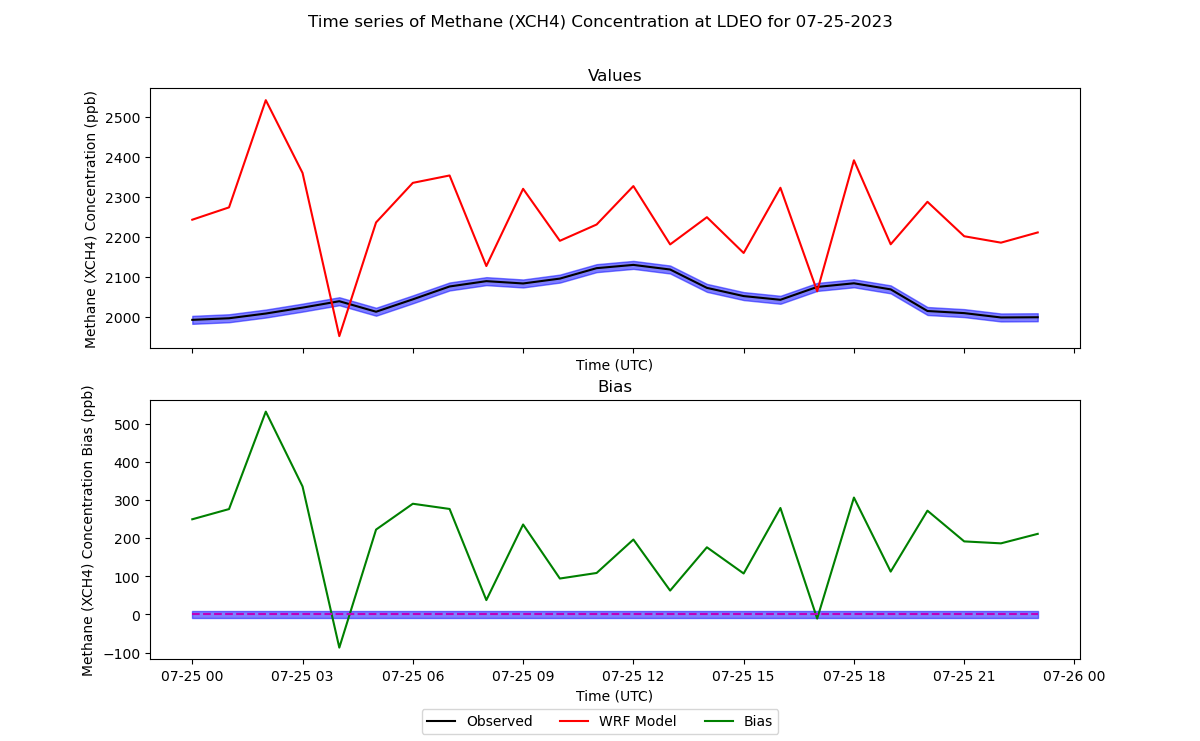 Time series of Methane (XCH4) Concentration at LDEO for 07-25-2023
Values
Methane (XCH4) Concentration (ppb)
2500
2400
2300
2200
2100
2000
Time (UTC)
Bias
Methane (XCH4) Concentration Bias (ppb)
500
400
300
200
100
0
−100
07-25 00 07-25 03 07-25 06 07-25 09 07-25 12 07-25 15 07-25 18 07-25 21 07-26 00
Time (UTC)
Observed WRF Model Bias